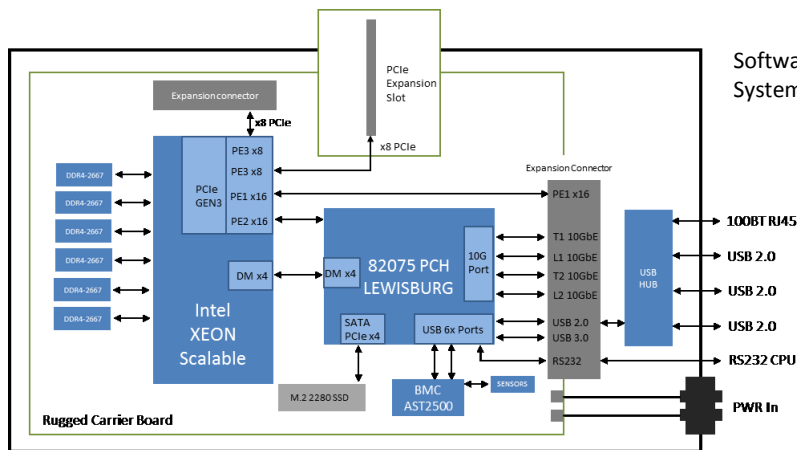 PCIe
Expansion
Slot
Softwa
System
Expansion connector
x8 PCIe
x8 PCIe
PE3 x8
PE3 x8
PE1 x16
PE2 x16
PCIe
GEN3
DDR4-2667
DDR4-2667
DDR4-2667
DDR4-2667
DDR4-2667
DDR4-2667
DM x4
Intel
XEON
Scalable
DM x4
82075 PCH
LEWISBURG
10G
Port
SATA
PCIe x4
USB 6x Ports
M.2 2280 SSD
BMC
AST2500
SENSORS
Expansion Connector
PE1 x16
T1 10GbE
L1 10GbE
T2 10GbE
L2 10GbE
USB 2.0
USB 3.0
RS232
USB
HUB
100BT RJ45
USB 2.0
USB 2.0
USB 2.0
RS232 CPU
PWR In
Rugged Carrier Board